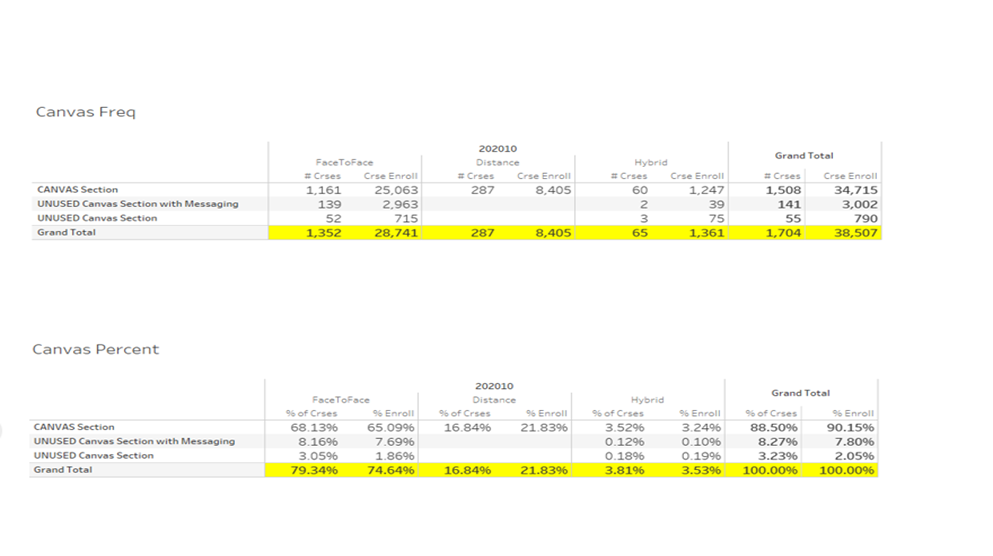 Canvas Freq
202010
Grand Total
FaceToFace Distance Hybrid
# Crses Crse Enroll # Crses Crse Enroll # Crses Crse Enroll # Crses Crse Enroll
CANVAS Section 1,161 25,063 287 8,405 60 1,247 1,508 34,715
UNUSED Canvas Section with Messaging 139 2,963 2 39 141 3,002
UNUSED Canvas Section 52 715 3 75 55 790
Grand Total 1,352 28,741 287 8,405 65 1,361 1,704 38,507
Canvas Percent
202010
Grand Total
FaceToFace Distance Hybrid
% of Crses % Enroll % of Crses % Enroll % of Crses % Enroll % of Crses % Enroll
CANVAS Section 68.13% 65.09% 16.84% 21.83% 3.52% 3.24% 88.50% 90.15%
UNUSED Canvas Section with Messaging 8.16% 7.69% 0.12% 0.10% 8.27% 7.80%
UNUSED Canvas Section 3.05% 1.86% 0.18% 0.19% 3.23% 2.05%
Grand Total 79.34% 74.64% 16.84% 21.83% 3.81% 3.53% 100.00% 100.00%